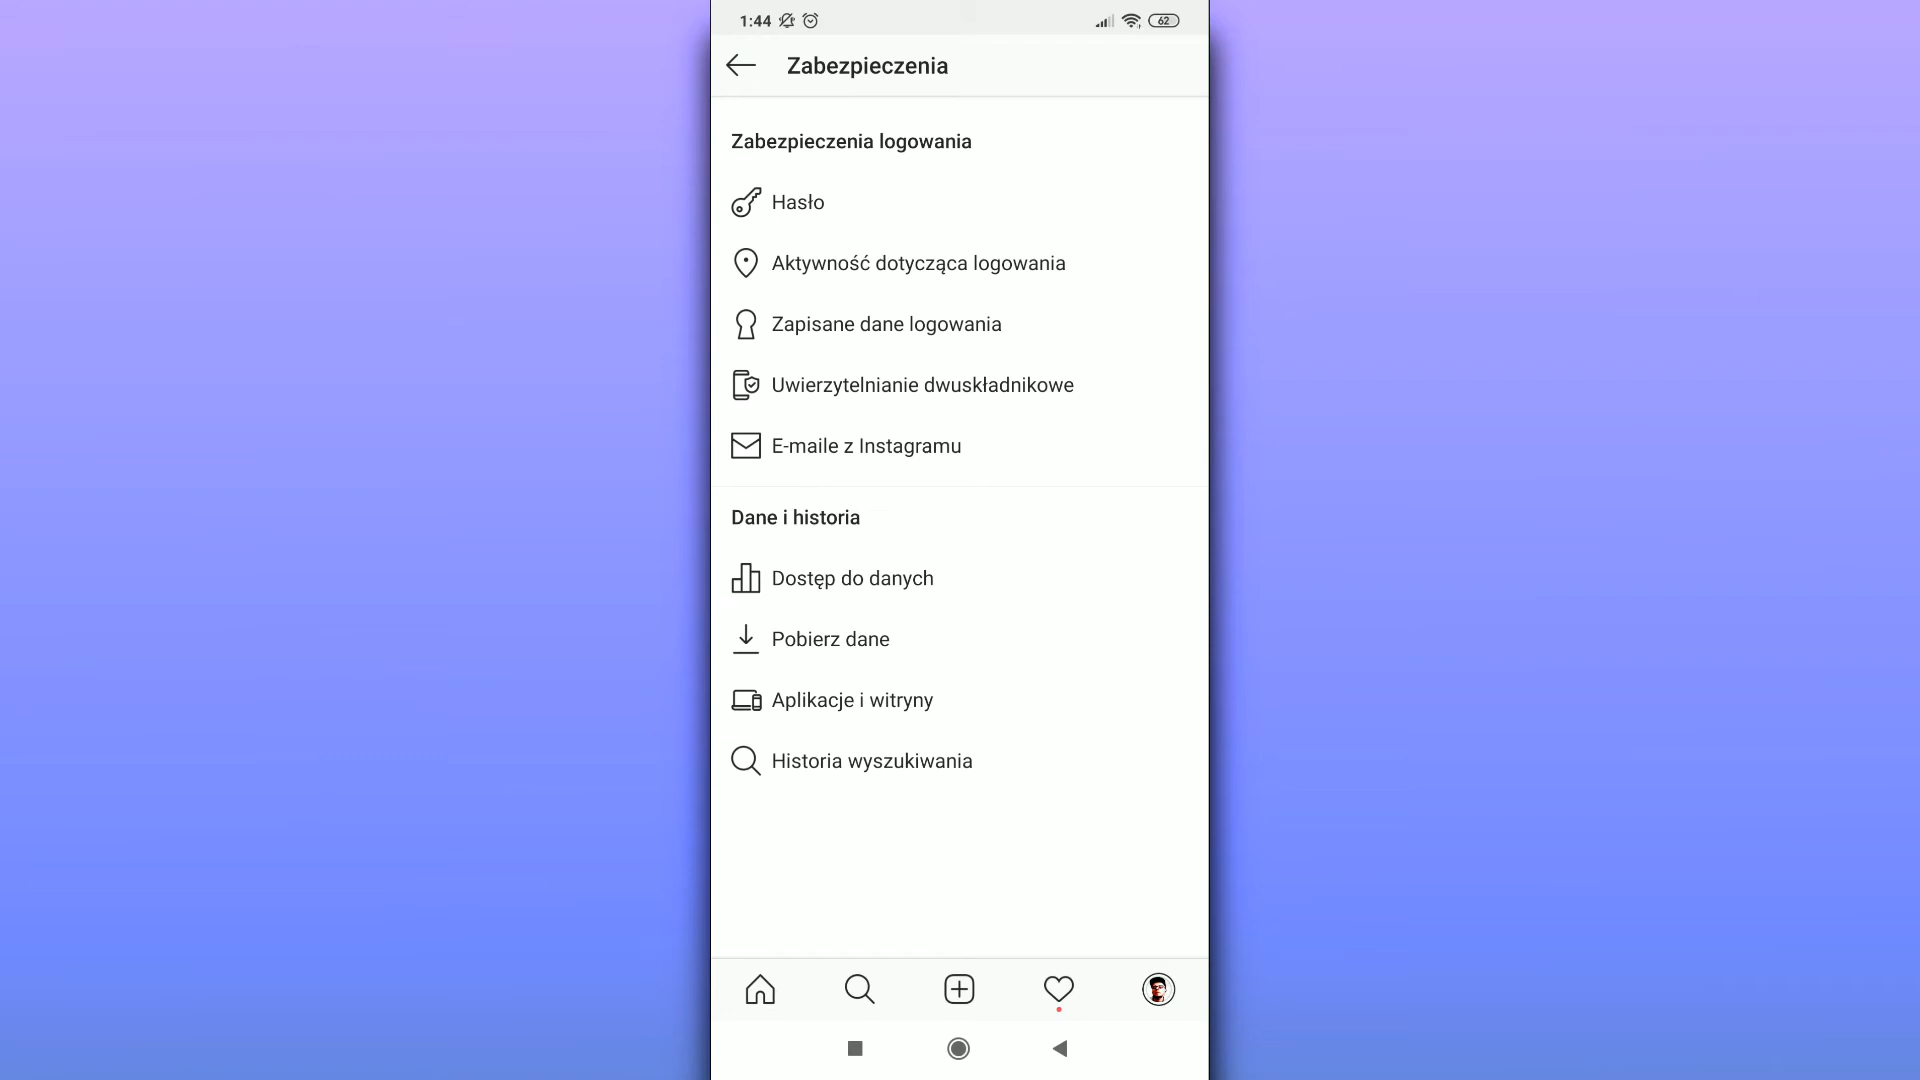 1:44
62
Zabezpieczenia
Zabezpieczenia logowania
Hasło
Aktywność dotycząca logowania
Zapisane dane logowania
Uwierzytelnianie dwuskładnikowe
E-maile z Instagramu
Dane i historia
Dostęp do danych
Pobierz dane
Aplikacje i witryny
Historia wyszukiwania